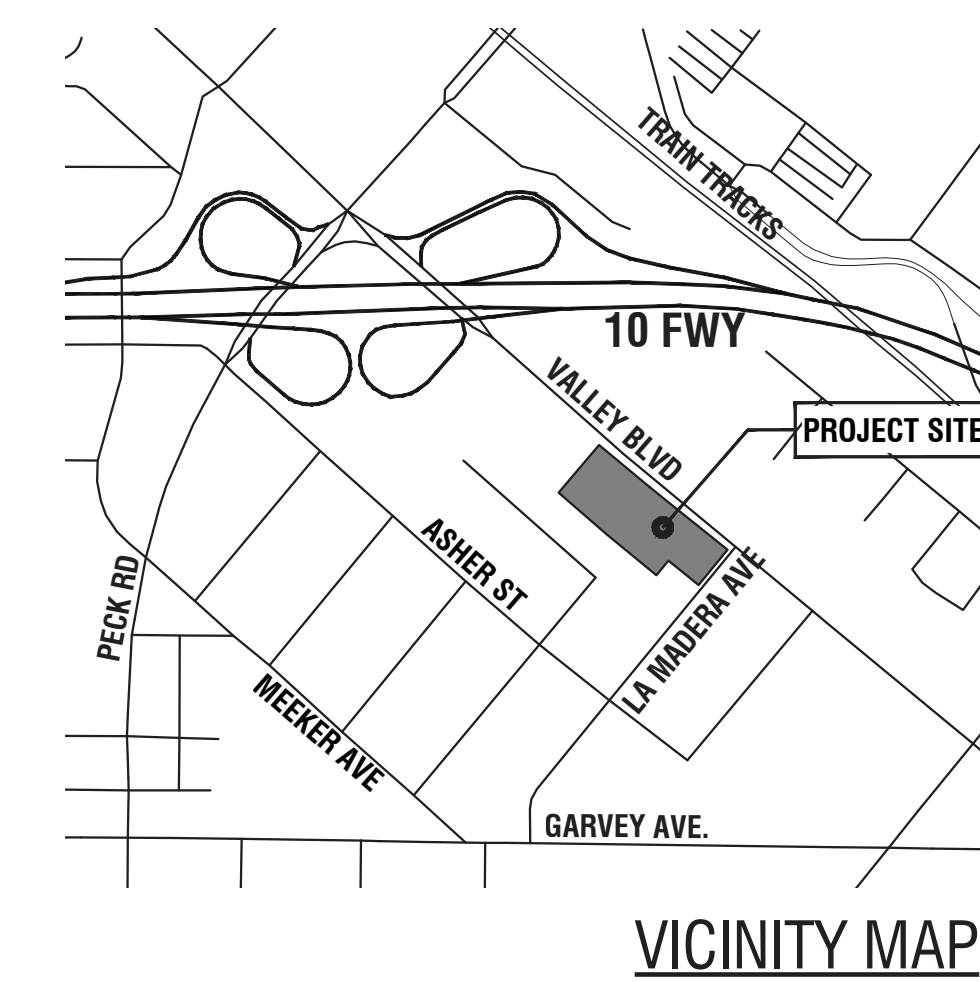 TRAIN TRACKS
10 FWY
VALLEY BLVD
PROJECT SITE
ASHER ST
PECK RD
LA MADERA AVE
MEEKER AVE
GARVEY AVE.
VICINITY MAP